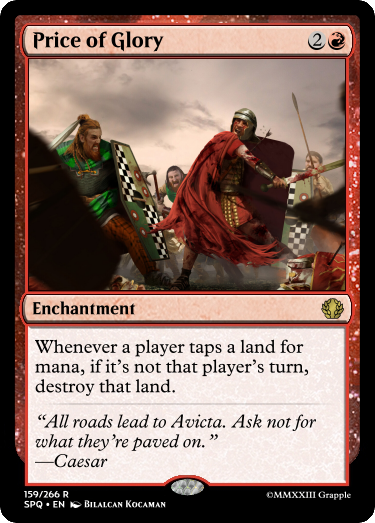 Price of Glory 2
Enchantment
Whenever a player taps a land for
mana, if it's not that player's turn,
destroy that land.
“All roads lead to Avicta. Ask not for
what they're paved on.”
—Caesar
159/266 R
SPQ • EN Bilalcan Kocaman
©MMXXIII Grapple